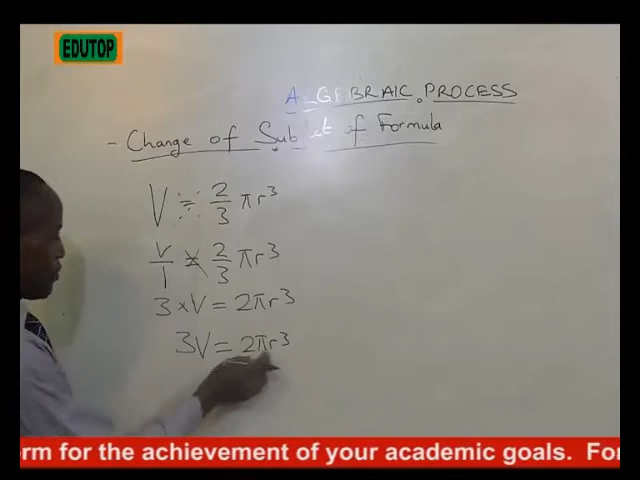 EDUTOP
ALGEBRAIC PROCESS
- Change of Subject of Formula
V = 2/3 πr³
V/1 = 2/3 πr³
3 × V = 2πr³
3V = 2πr³
rm for the achievement of your academic goals. Fo